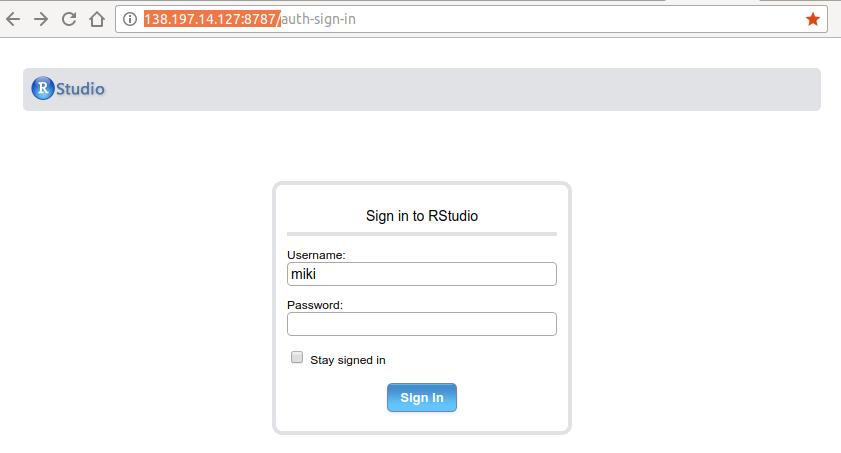 138.197.14.127:8787/auth-sign-in
R Studio
Sign in to RStudio
Username:
miki
Password:
Stay signed in
Sign In